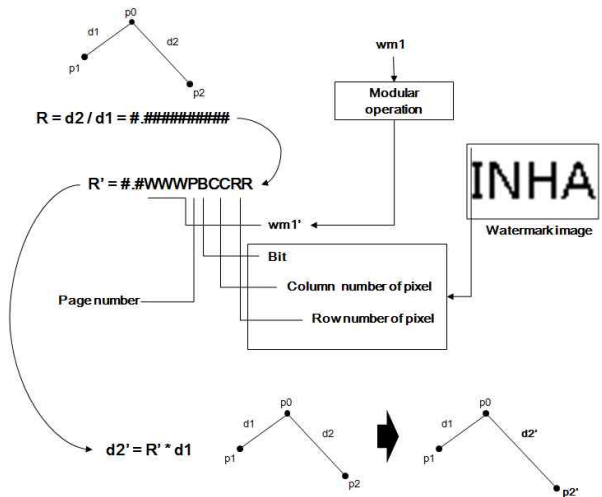 p0
d1
d2
p1
p2
R = d2 / d1 = #.##########
wm1
Modular
operation
R' = #.#WWWPBCCRR
INHA
Watermark image
wm1'
Bit
Column number of pixel
Page number
Row number of pixel
d2' = R' * d1
p0
d1
d2
p1
p2
p0
d1
d2'
p1
p2'